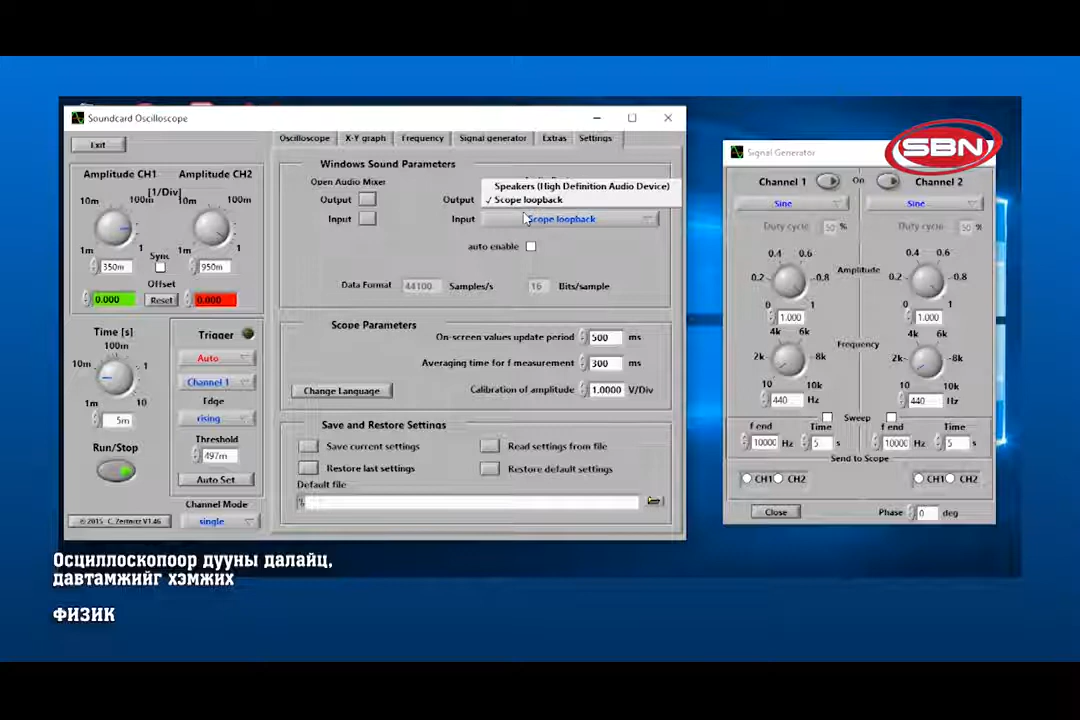 Soundcard Oscilloscope
Exit
Oscilloscope X-Y graph Frequency Signal generator Extras Settings
Amplitude CH1 Amplitude CH2
[1/Div]
10m 100m 10m 100m
1m 1 1m 1
Sync
350m 950m
Offset
0.000 Reset 0.000
Time [s]
100m
10m 1
1m 10
5m
Run/Stop
Trigger
Auto
Channel 1
Edge
rising
Threshold
497m
Auto Set
Channel Mode
single
© 2015 C. Zeitnitz V1.46
Windows Sound Parameters
Open Audio Mixer
Output
Input
Output
Speakers (High Definition Audio Device)
✓ Scope loopback
Input Scope loopback
auto enable
Data Format 44100 Samples/s 16 Bits/sample
Scope Parameters
On-screen values update period 500 ms
Averaging time for f measurement 300 ms
Change Language Calibration of amplitude 1.0000 V/Div
Save and Restore Settings
Save current settings Read settings from file
Restore last settings Restore default settings
Default file
Signal Generator
SBN
Channel 1 On Channel 2
Sine Sine
Duty cycle 50 % Duty cycle 50 %
0.4 0.6 0.4 0.6
Amplitude
0.2 0.8 0.2 0.8
0 1 0 1
1.000 1.000
4k 6k 4k 6k
Frequency
2k 8k 2k 8k
10 10k 10 10k
440 Hz 440 Hz
Sweep
f end Time f end Time
10000 Hz 5 s 10000 Hz 5 s
Send to Scope
CH1 CH2 CH1 CH2
Close Phase 0 deg
Осциллоскопоор дууны далайц,
давтамжийг хэмжих
ФИЗИК